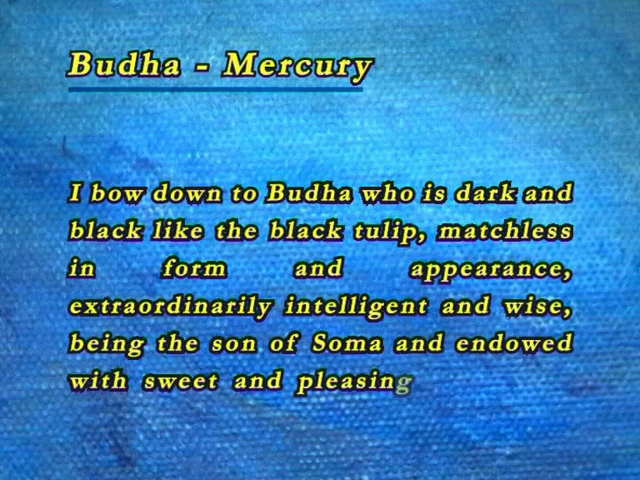 Budha - Mercury
I bow down to Budha who is dark and
black like the black tulip, matchless
in form and appearance,
extraordinarily intelligent and wise,
being the son of Soma and endowed
with sweet and pleasing